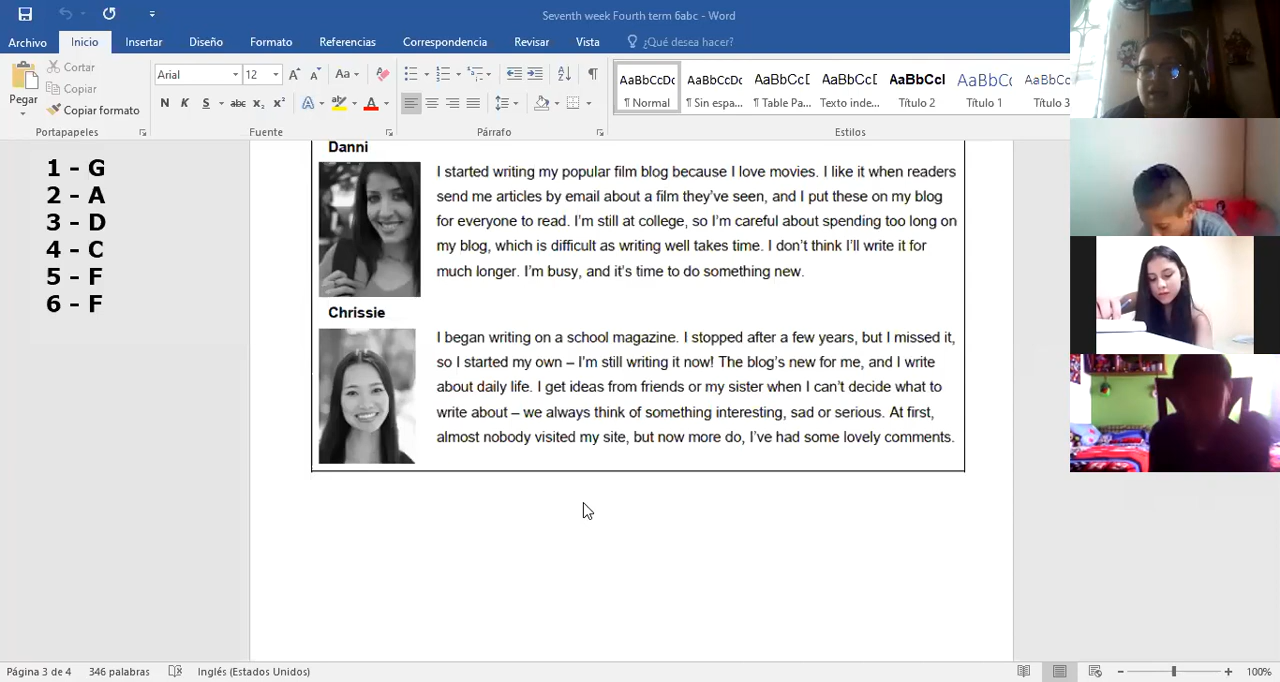 Seventh week Fourth term 6abc - Word
Archivo Inicio Insertar Diseño Formato Referencias Correspondencia Revisar Vista ¿Qué desea hacer?
Pegar
Cortar
Copiar
Copiar formato
Portapapeles
Arial 12
Aa
N K S abc x₂ x²
Fuente
Párrafo
AaBbCcDc
¶ Normal
AaBbCcDc
¶ Sin espa...
AaBbCcD
¶ Table Pa...
AaBbCcD
Texto inde...
AaBbCcI
Título 2
AaBbC
Título 1
AaBbCc
Título 3
Estilos
1 - G
2 - A
3 - D
4 - C
5 - F
6 - F
Danni
I started writing my popular film blog because I love movies. I like it when readers
send me articles by email about a film they've seen, and I put these on my blog
for everyone to read. I'm still at college, so I'm careful about spending too long on
my blog, which is difficult as writing well takes time. I don't think I'll write it for
much longer. I'm busy, and it's time to do something new.
Chrissie
I began writing on a school magazine. I stopped after a few years, but I missed it,
so I started my own – I'm still writing it now! The blog's new for me, and I write
about daily life. I get ideas from friends or my sister when I can't decide what to
write about – we always think of something interesting, sad or serious. At first,
almost nobody visited my site, but now more do, I've had some lovely comments.
Página 3 de 4 346 palabras Inglés (Estados Unidos) 100%